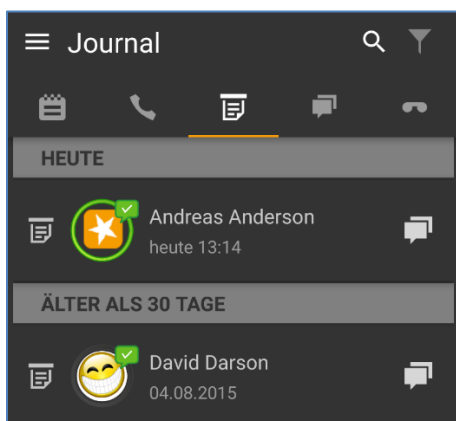 Journal
HEUTE
Andreas Anderson
heute 13:14
ÄLTER ALS 30 TAGE
David Darson
04.08.2015